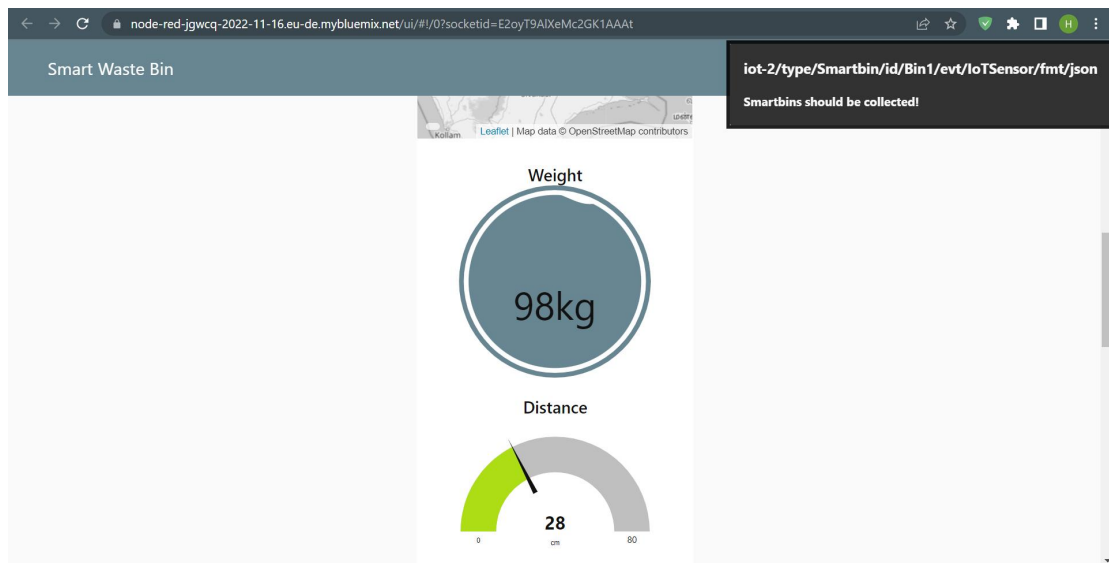 node-red-jgwcq-2022-11-16.eu-de.mybluemix.net/ui/#!/0?socketid=E2oyT9AlXeMc2GK1AAAt
H
Smart Waste Bin
iot-2/type/Smartbin/id/Bin1/evt/IoTSensor/fmt/json
Smartbins should be collected!
Kollam
Leaflet | Map data © OpenStreetMap contributors
Weight
98kg
Distance
28
0
cm
80